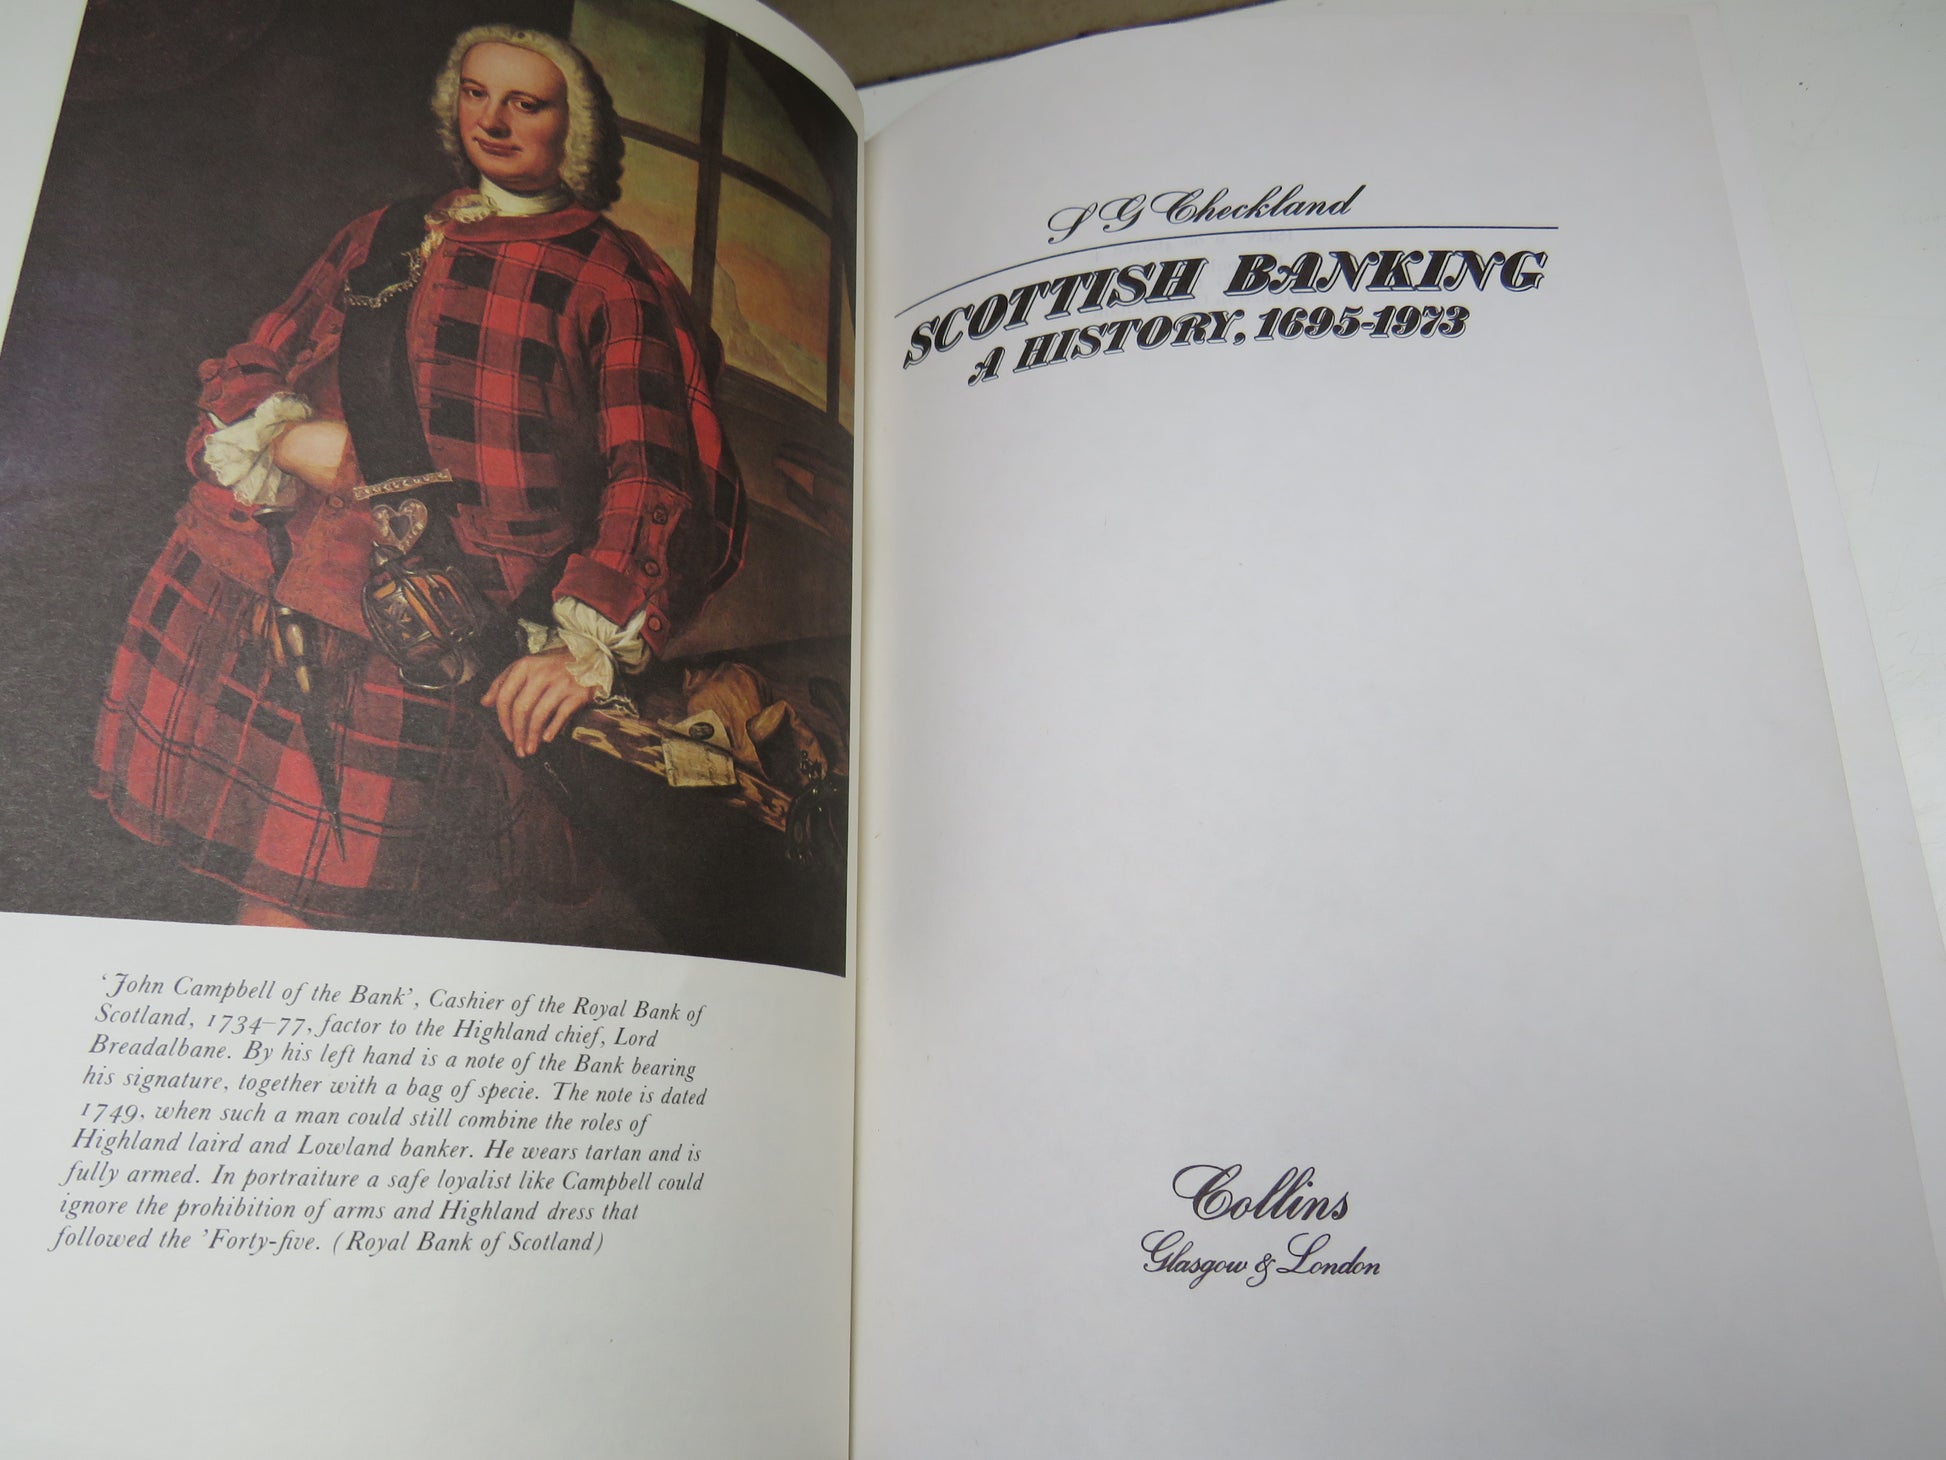 'John Campbell of the Bank', Cashier of the Royal Bank of
Scotland, 1734–77, factor to the Highland chief, Lord
Breadalbane. By his left hand is a note of the Bank bearing
his signature, together with a bag of specie. The note is dated
1749, when such a man could still combine the roles of
Highland laird and Lowland banker. He wears tartan and is
fully armed. In portraiture a safe loyalist like Campbell could
ignore the prohibition of arms and Highland dress that
followed the 'Forty-five. (Royal Bank of Scotland)
S G Checkland
SCOTTISH BANKING
A HISTORY, 1695-1973
Collins
Glasgow & London